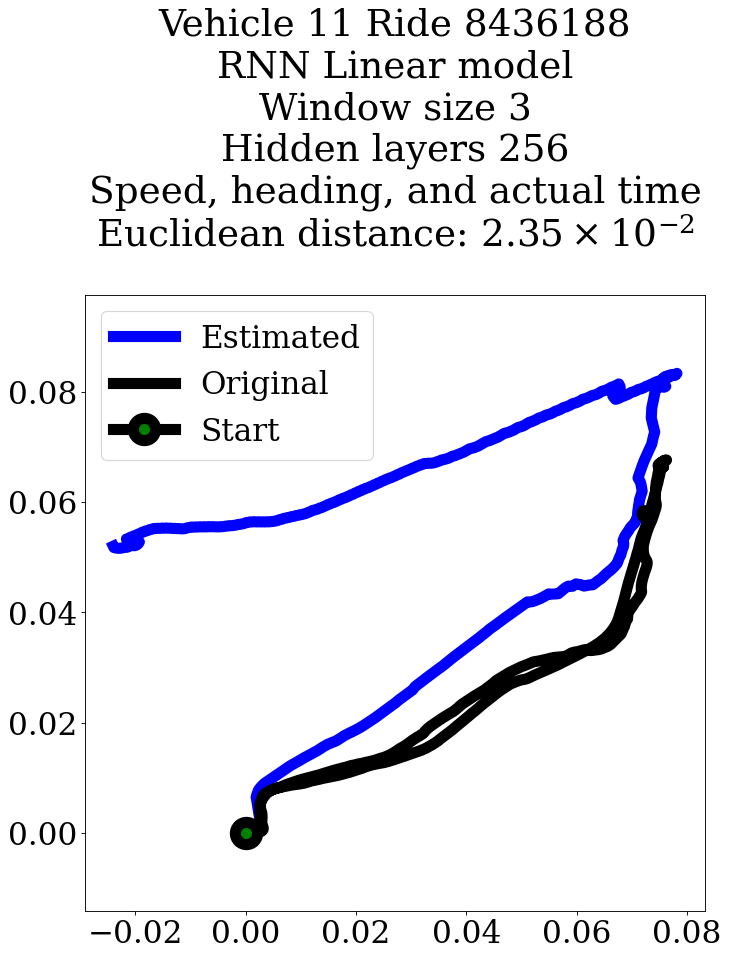 Vehicle 11 Ride 8436188
RNN Linear model
Window size 3
Hidden layers 256
Speed, heading, and actual time
Euclidean distance: 2.35 × 10⁻²
Estimated
Original
Start
0.08
0.06
0.04
0.02
0.00
−0.02 0.00 0.02 0.04 0.06 0.08